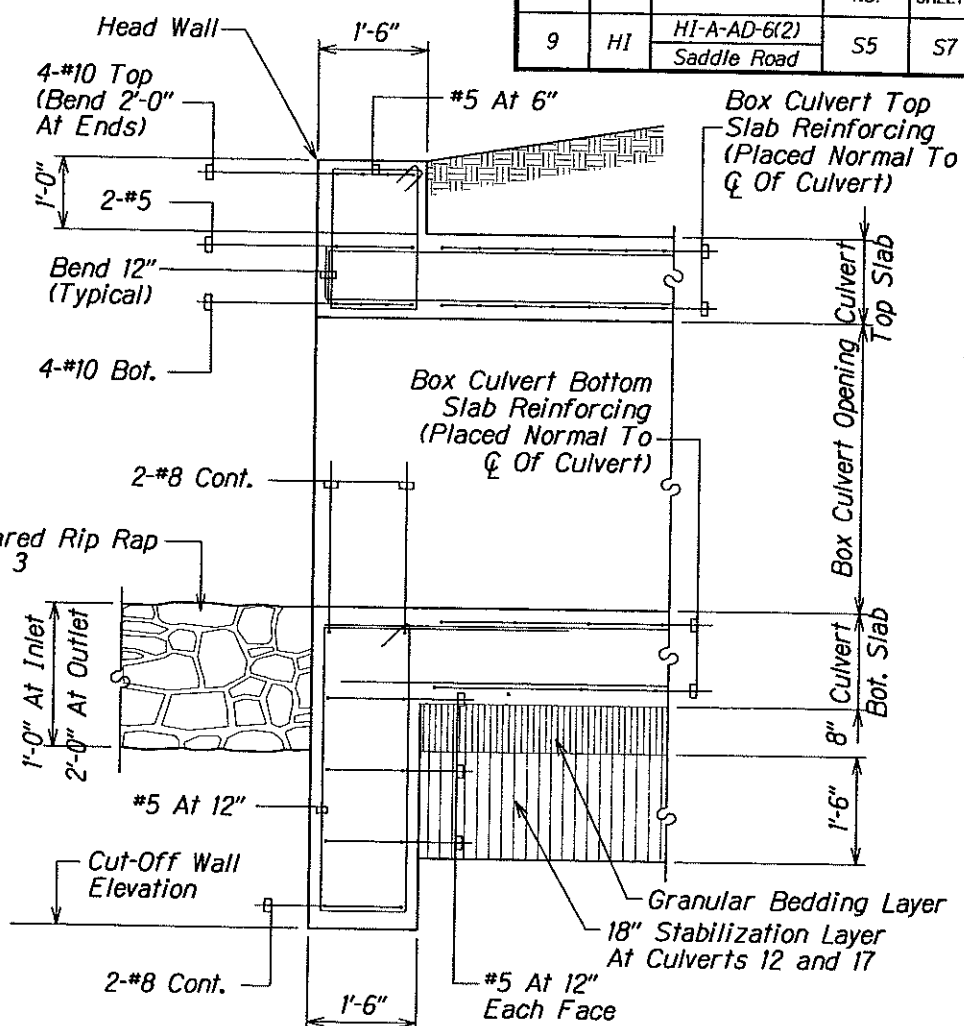 NO.
9
HI
HI-A-AD-6(2)
Saddle Road
S5
S7
Head Wall
1'-6"
4-#10 Top
(Bend 2'-0"
At Ends)
#5 At 6"
Box Culvert Top
Slab Reinforcing
(Placed Normal To
℄ Of Culvert)
1'-0"
2-#5
Bend 12"
(Typical)
4-#10 Bot.
Culvert
Top Slab
Box Culvert Opening
Box Culvert Bottom
Slab Reinforcing
(Placed Normal To
℄ Of Culvert)
2-#8 Cont.
ared Rip Rap
3
1'-0" At Inlet
2'-0" At Outlet
Culvert
Bot. Slab
8"
1'-6"
#5 At 12"
Cut-Off Wall
Elevation
Granular Bedding Layer
18" Stabilization Layer
At Culverts 12 and 17
2-#8 Cont.
#5 At 12"
Each Face
1'-6"